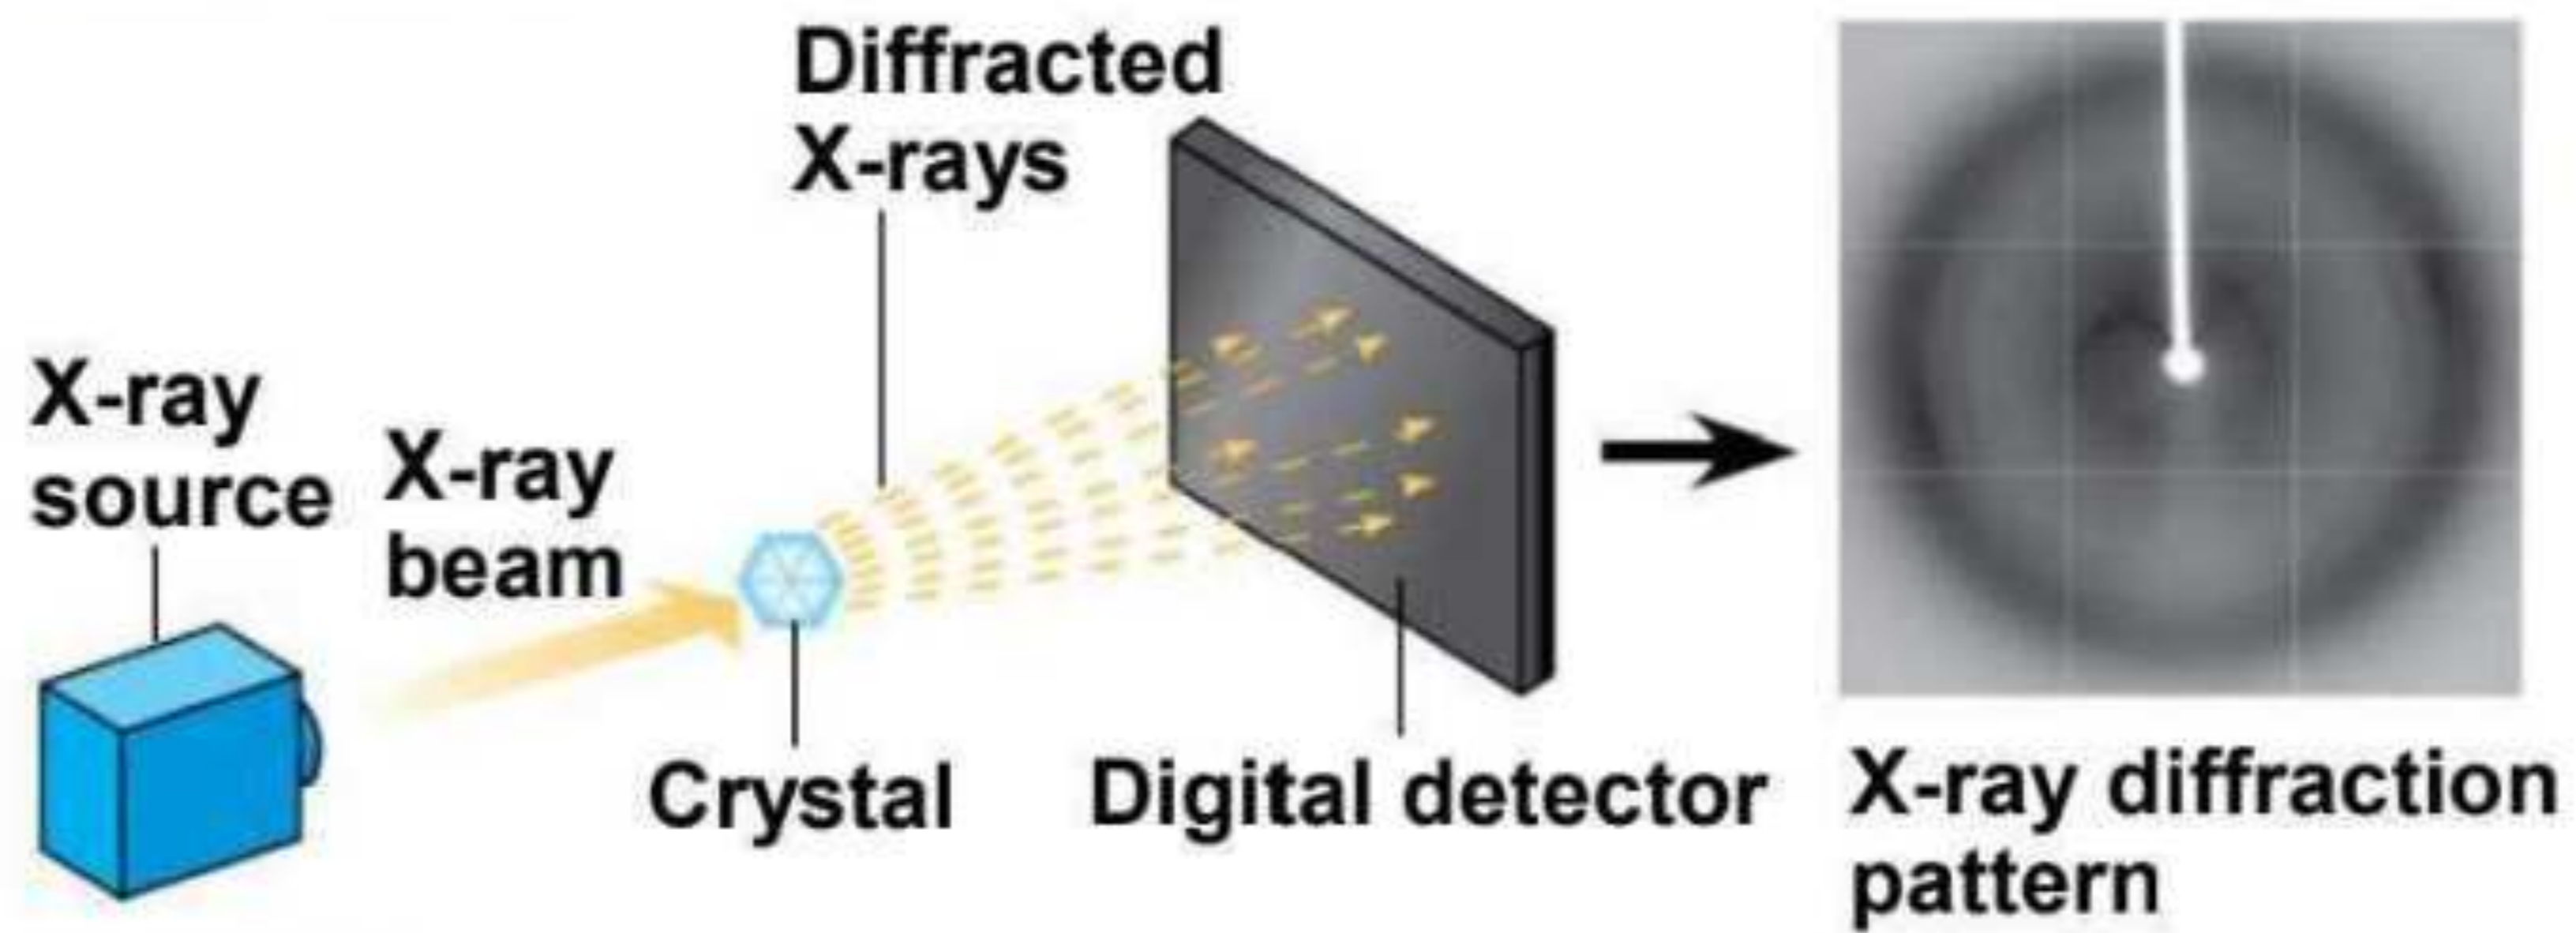 Diffracted
X-rays
X-ray
source
X-ray
beam
Crystal
Digital detector
X-ray diffraction
pattern